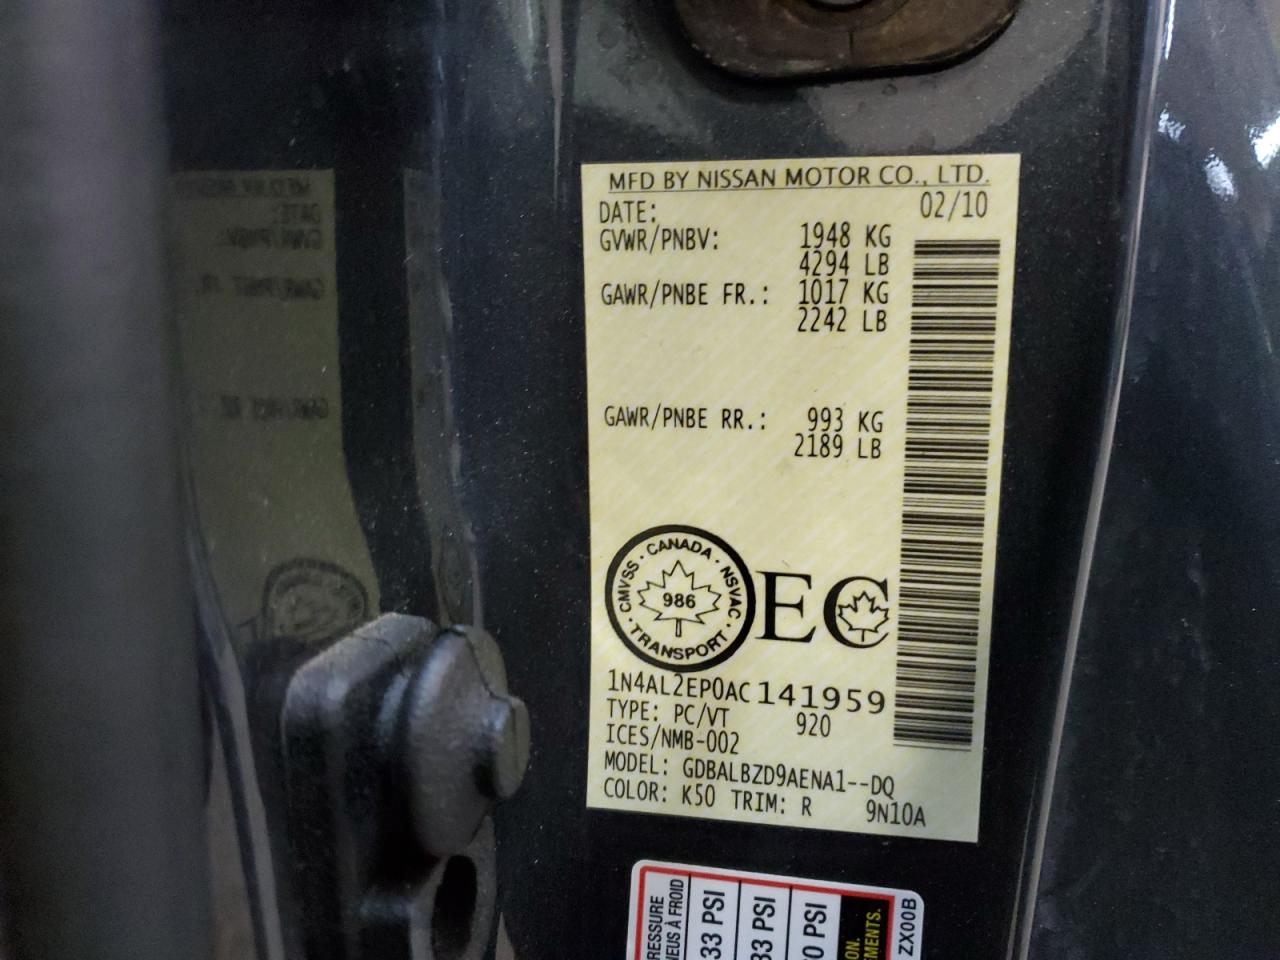 MFD BY NISSAN MOTOR CO., LTD.
DATE: 02/10
GVWR/PNBV: 1948 KG
4294 LB
GAWR/PNBE FR.: 1017 KG
2242 LB
GAWR/PNBE RR.: 993 KG
2189 LB
CMVSS · CANADA · NSVAC · TRANSPORT ·
986
EC
1N4AL2EP0AC141959
TYPE: PC/VT 920
ICES/NMB-002
MODEL: GDBALBZD9AENA1--DQ
COLOR: K50 TRIM: R 9N10A
À FROID
33 PSI
PSI
PSI
ZX00B